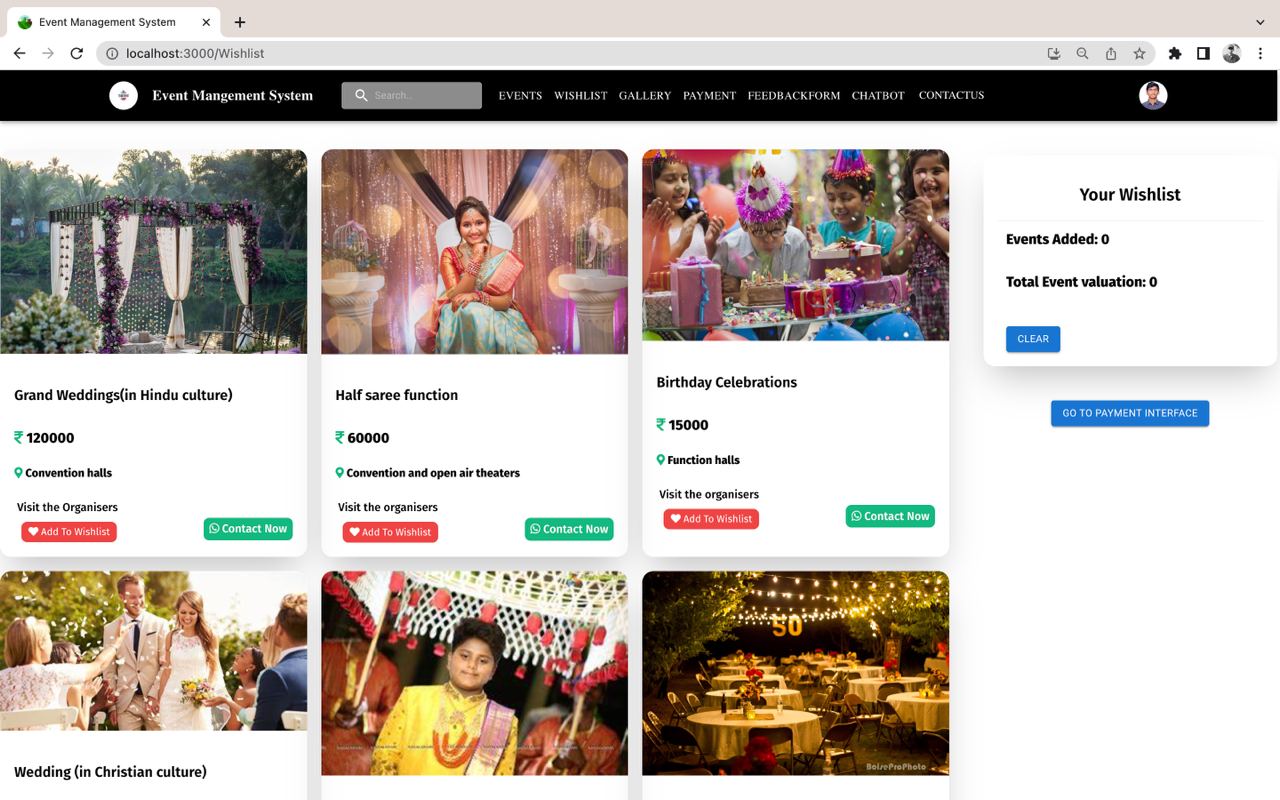 Event Management System
localhost:3000/Wishlist
Event Mangement System
Search…
EVENTS WISHLIST GALLERY PAYMENT FEEDBACKFORM CHATBOT CONTACTUS
Grand Weddings(in Hindu culture)
₹ 120000
Convention halls
Visit the Organisers
Add To Wishlist
Contact Now
Half saree function
₹ 60000
Convention and open air theaters
Visit the organisers
Add To Wishlist
Contact Now
Birthday Celebrations
₹ 15000
Function halls
Visit the organisers
Add To Wishlist
Contact Now
Your Wishlist
Events Added: 0
Total Event valuation: 0
CLEAR
GO TO PAYMENT INTERFACE
Wedding (in Christian culture)
50
BoiseProPhoto